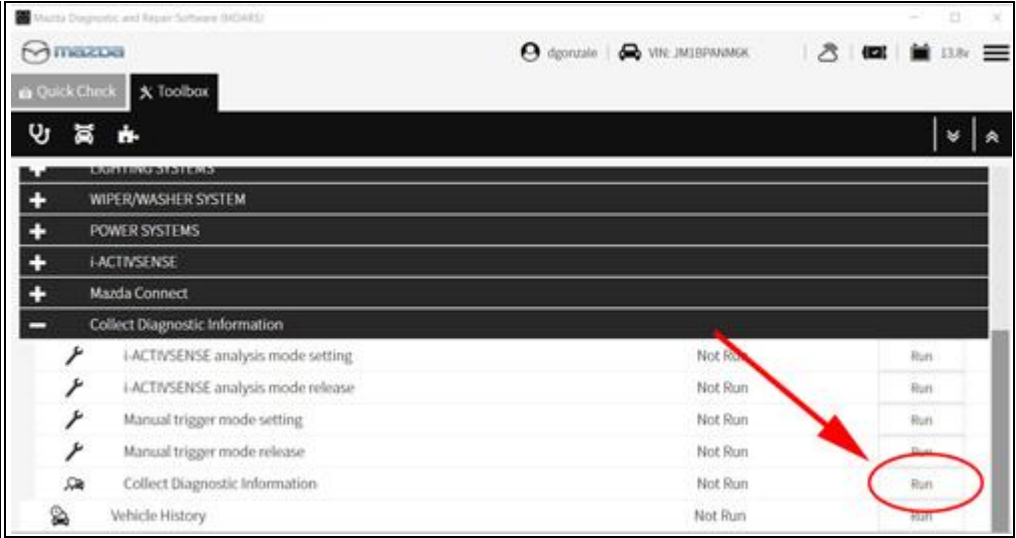 Mazda Diagnostic and Repair Software (MDARS)
mazda
dgonzale
VIN: JM1BPANM6K
13.8v
Quick Check
Toolbox
LIGHTING SYSTEMS
WIPER/WASHER SYSTEM
POWER SYSTEMS
i-ACTIVSENSE
Mazda Connect
Collect Diagnostic Information
i-ACTIVSENSE analysis mode setting Not Run Run
i-ACTIVSENSE analysis mode release Not Run Run
Manual trigger mode setting Not Run Run
Manual trigger mode release Not Run Run
Collect Diagnostic Information Not Run Run
Vehicle History Not Run Run